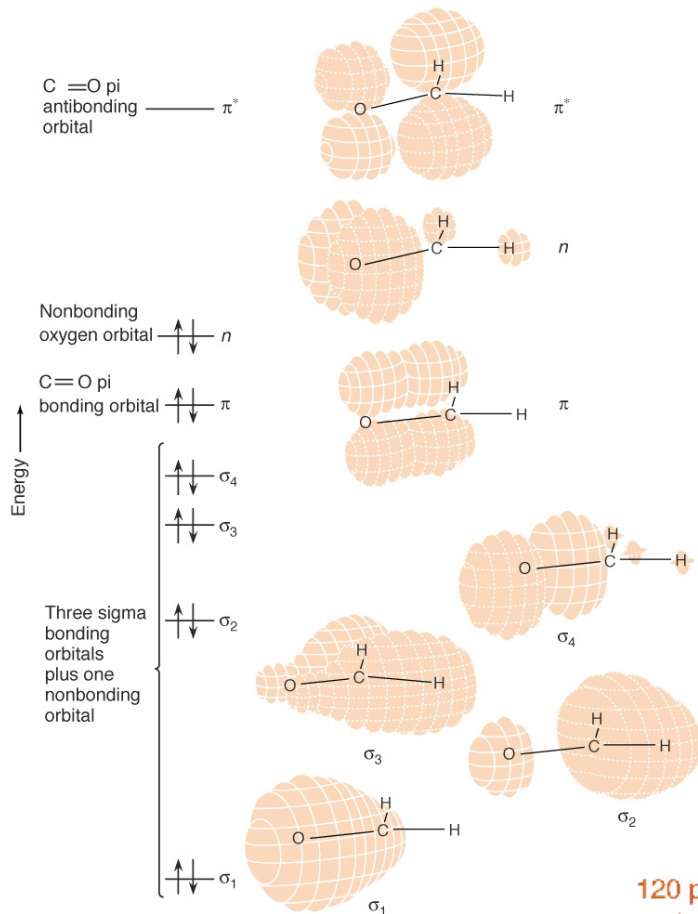 H
C = O pi
antibonding
orbital
π*
O
C
H
π*
H
O
C
H
n
Nonbonding
oxygen orbital
n
C = O pi
bonding orbital
π
H
O
C
H
π
Energy
σ4
σ3
H
O
C
H
σ4
Three sigma
bonding
orbitals
plus one
nonbonding
orbital
σ2
H
O
C
H
σ3
H
O
C
H
σ2
H
O
C
H
σ1
σ1
120 p